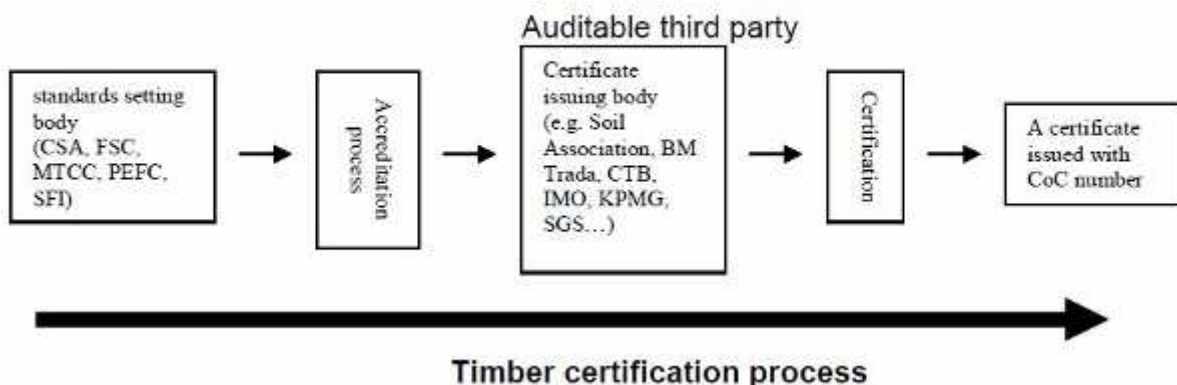 Auditable third party
standards setting
body
(CSA, FSC,
MTCC, PEFC,
SFI)
Accreditation
process
Certificate
issuing body
(e.g. Soil
Association, BM
Trada, CTB,
IMO, KPMG,
SGS…)
Certification
A certificate
issued with
CoC number
Timber certification process